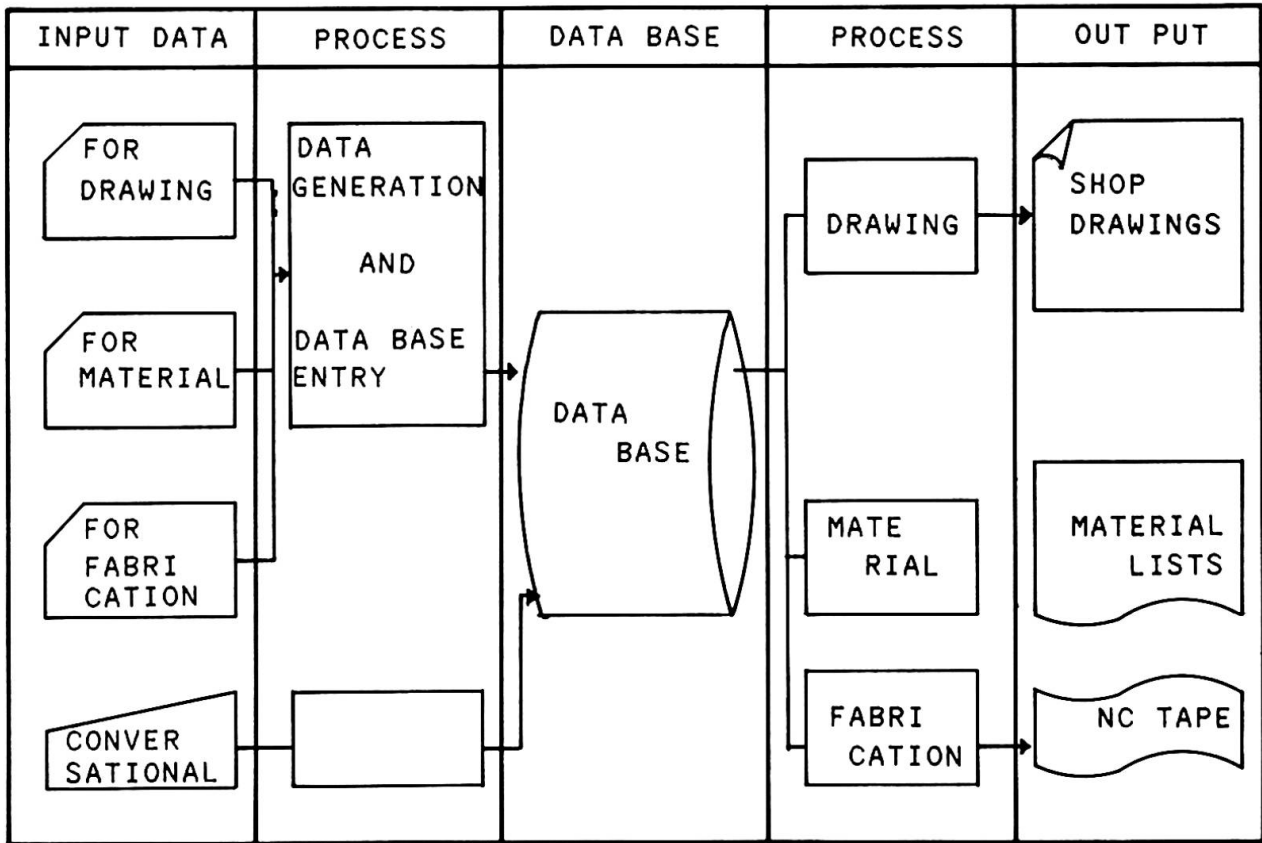 INPUT DATA
PROCESS
DATA BASE
PROCESS
OUT PUT
FOR
DRAWING
FOR
MATERIAL
FOR
FABRI
CATION
CONVER
SATIONAL
DATA
GENERATION
AND
DATA BASE
ENTRY
DATA
BASE
DRAWING
MATE
RIAL
FABRI
CATION
SHOP
DRAWINGS
MATERIAL
LISTS
NC TAPE